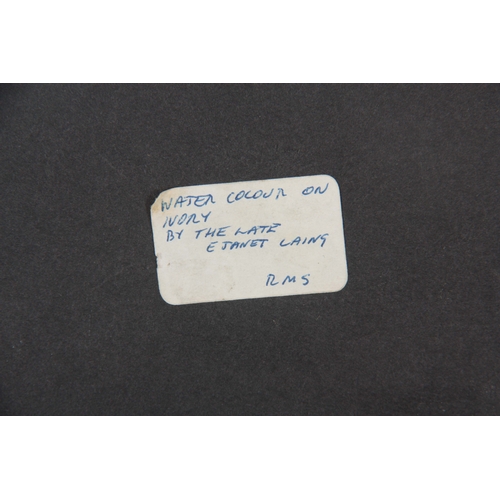 WATER COLOUR ON
IVORY
BY THE LATE
E JANET LAING
RMS